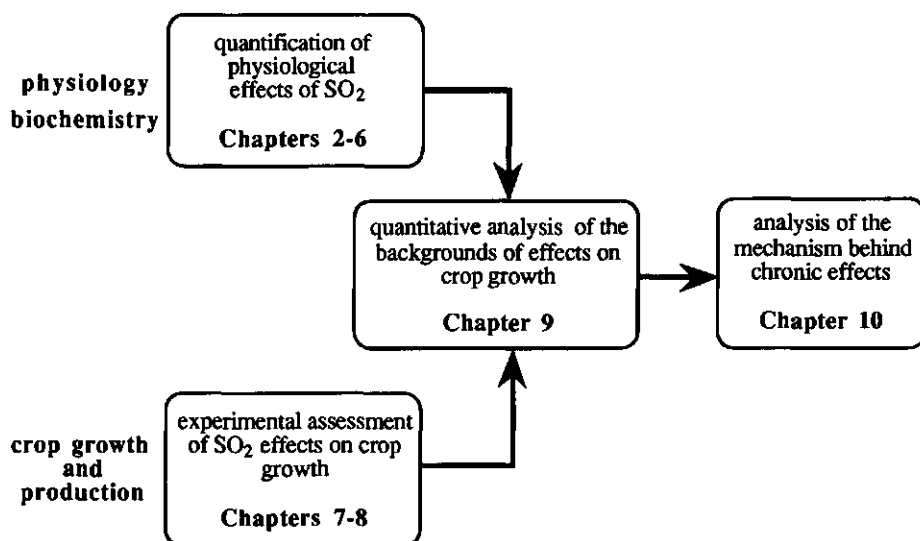 physiology
biochemistry
quantification of
physiological
effects of SO₂
Chapters 2-6
quantitative analysis of the
backgrounds of effects on
crop growth
Chapter 9
analysis of the
mechanism behind
chronic effects
Chapter 10
crop growth
and
production
experimental assessment
of SO₂ effects on crop
growth
Chapters 7-8